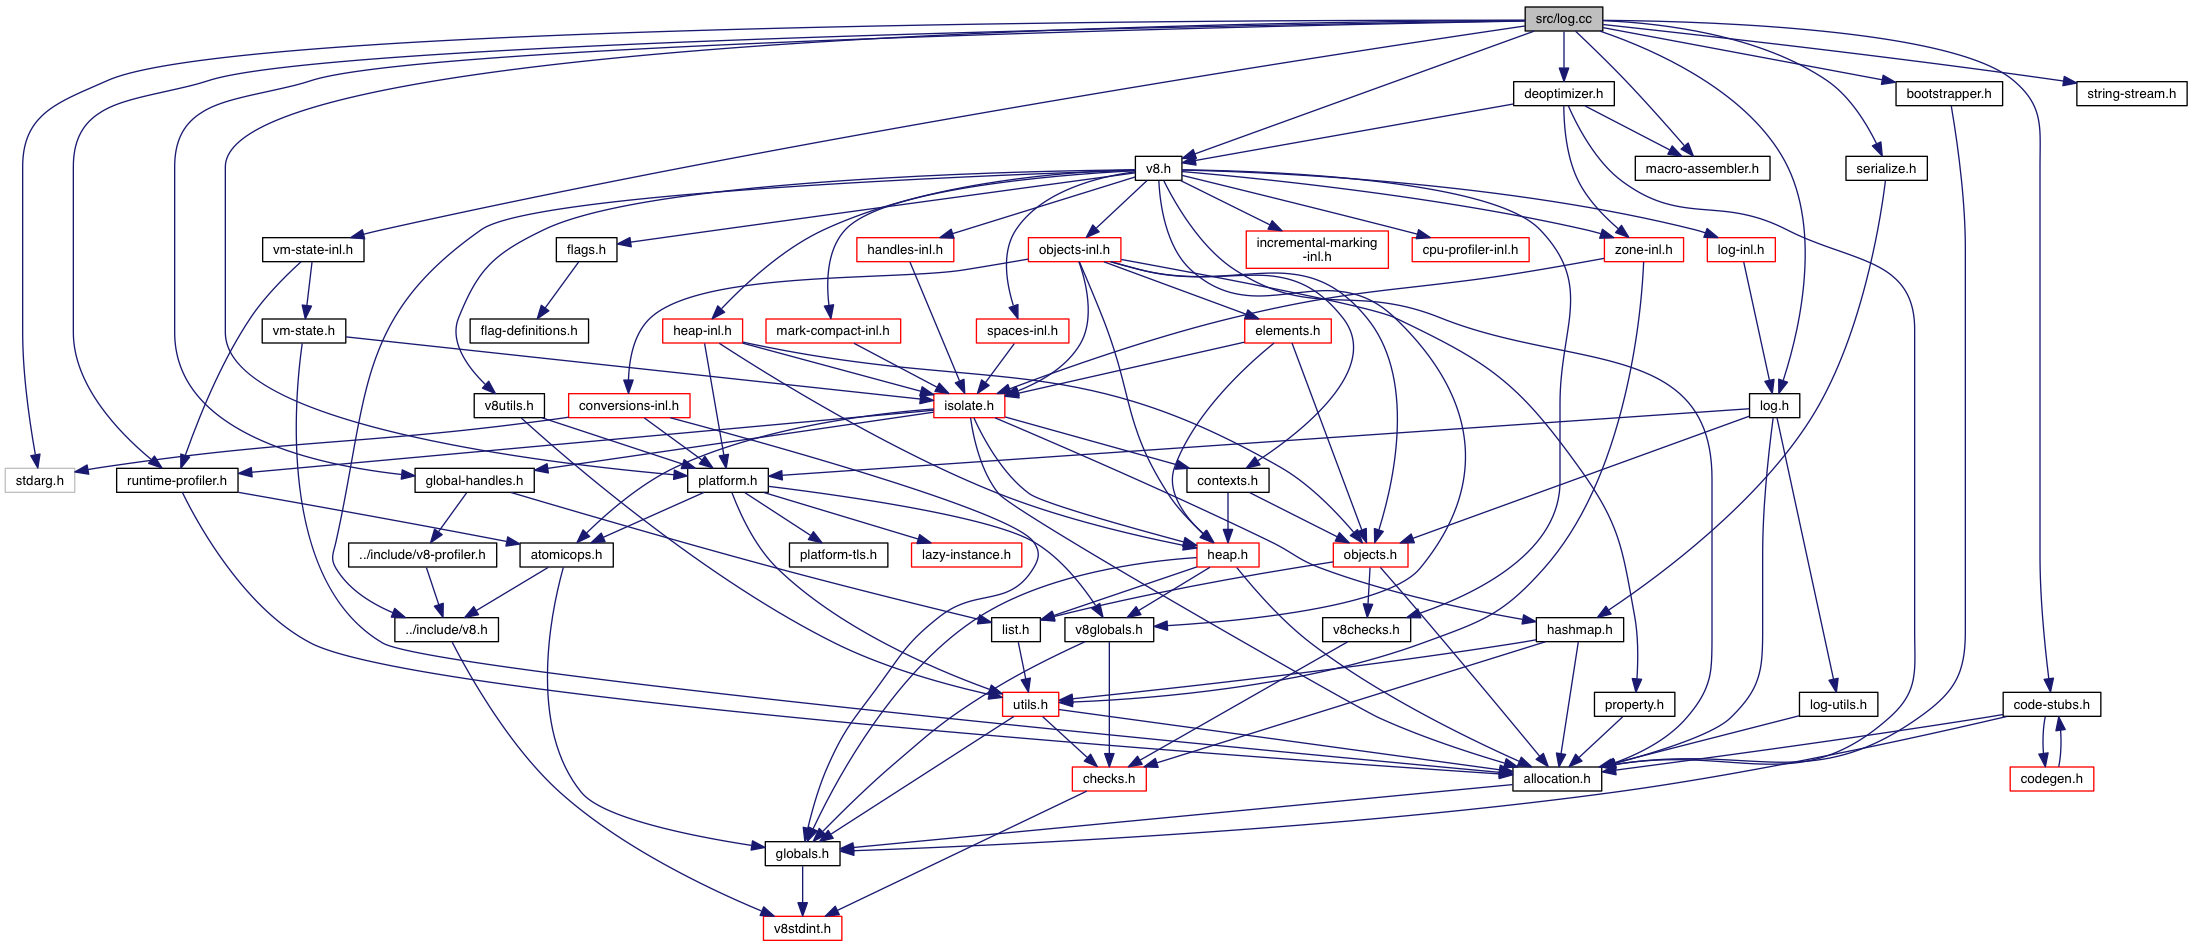 src/log.cc
deoptimizer.h
bootstrapper.h
string-stream.h
v8.h
macro-assembler.h
serialize.h
vm-state-inl.h
flags.h
handles-inl.h
objects-inl.h
incremental-marking
-inl.h
cpu-profiler-inl.h
zone-inl.h
log-inl.h
vm-state.h
flag-definitions.h
heap-inl.h
mark-compact-inl.h
spaces-inl.h
elements.h
v8utils.h
conversions-inl.h
isolate.h
log.h
stdarg.h
runtime-profiler.h
global-handles.h
platform.h
contexts.h
../include/v8-profiler.h
atomicops.h
platform-tls.h
lazy-instance.h
heap.h
objects.h
../include/v8.h
list.h
v8globals.h
v8checks.h
hashmap.h
utils.h
property.h
log-utils.h
code-stubs.h
checks.h
allocation.h
codegen.h
globals.h
v8stdint.h